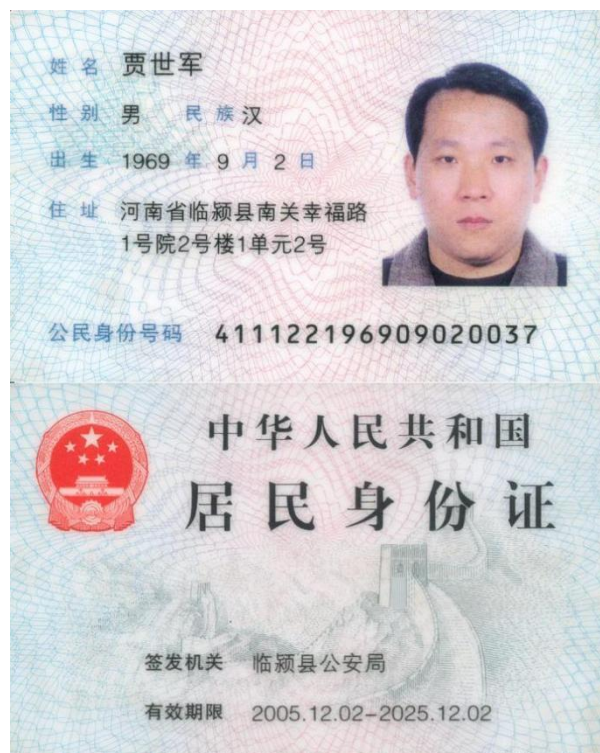 姓名 贾世军
性别 男 民族 汉
出生 1969 年 9 月 2 日
住址 河南省临颍县南关幸福路
1号院2号楼1单元2号
公民身份号码 411122196909020037
中华人民共和国
居民身份证
签发机关 临颍县公安局
有效期限 2005.12.02-2025.12.02